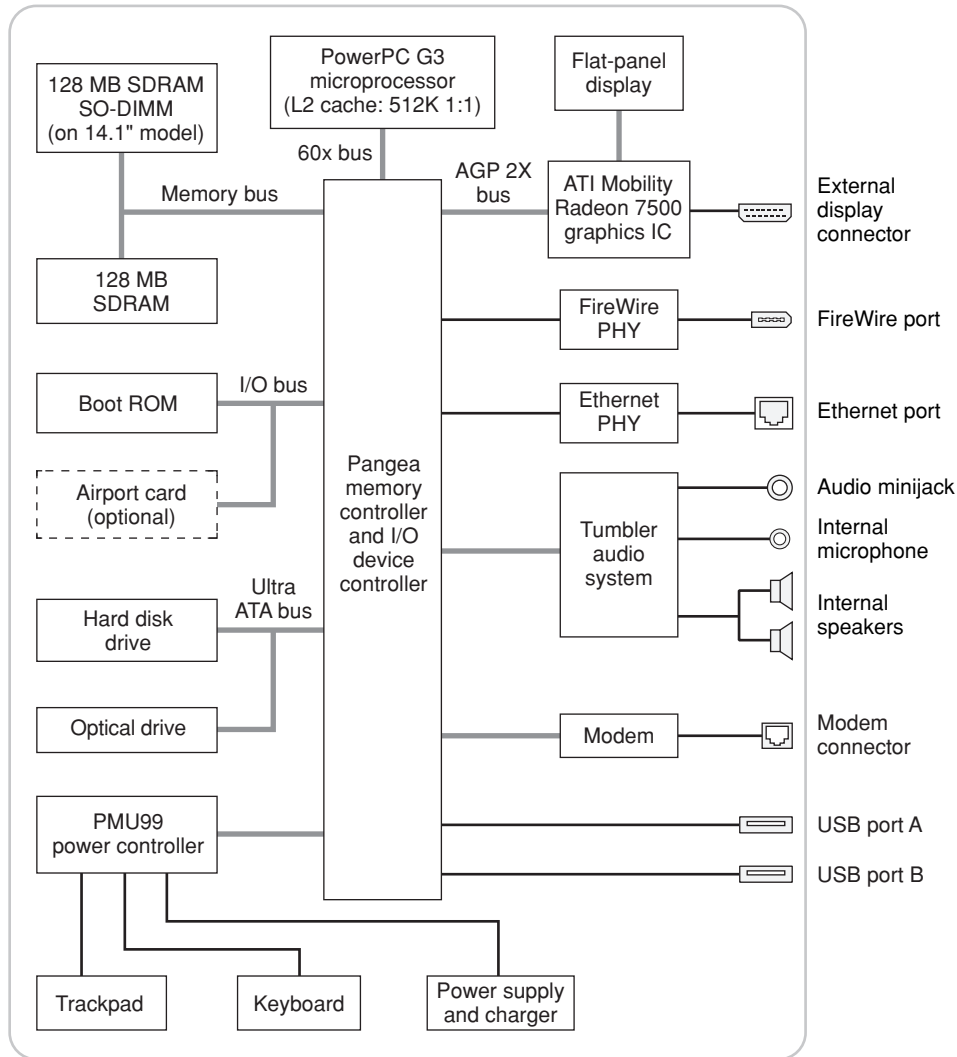 128 MB SDRAM
SO-DIMM
(on 14.1" model)
PowerPC G3
microprocessor
(L2 cache: 512K 1:1)
Flat-panel
display
60x bus
Memory bus
AGP 2X
bus
ATI Mobility
Radeon 7500
graphics IC
External
display
connector
128 MB
SDRAM
FireWire
PHY
FireWire port
I/O bus
Boot ROM
Ethernet
PHY
Ethernet port
Airport card
(optional)
Pangea
memory
controller
and I/O
device
controller
Tumbler
audio
system
Audio minijack
Internal
microphone
Internal
speakers
Ultra
ATA bus
Hard disk
drive
Optical drive
Modem
Modem
connector
PMU99
power controller
USB port A
USB port B
Trackpad
Keyboard
Power supply
and charger